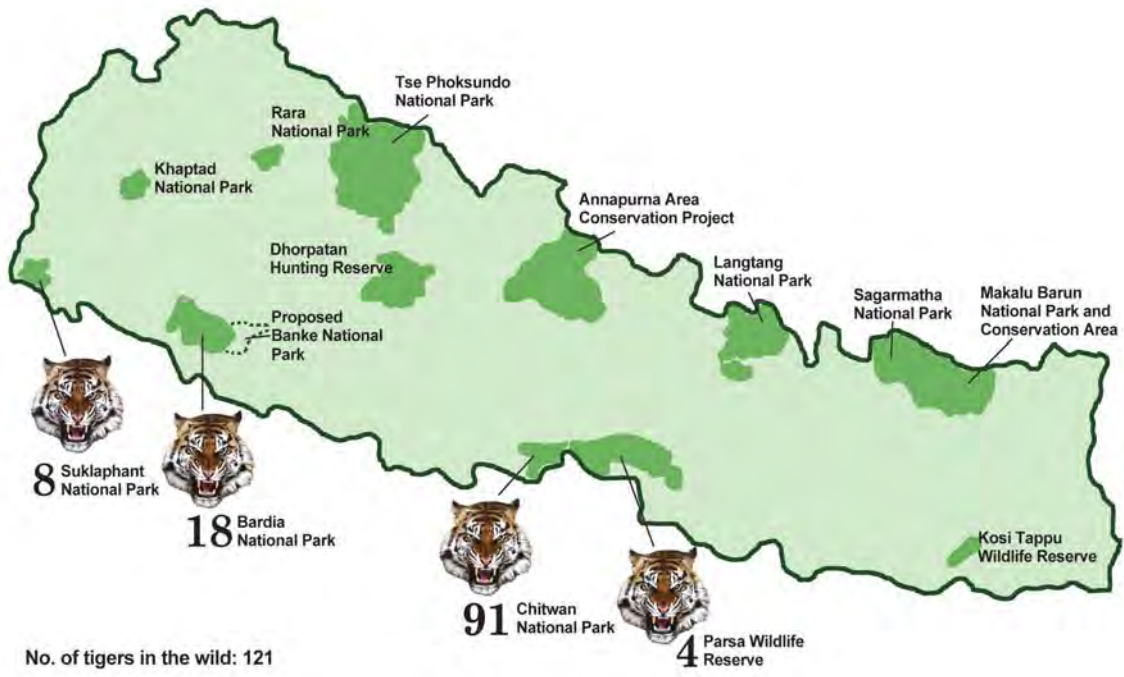 Tse Phoksundo
National Park
Rara
National Park
Khaptad
National Park
Annapurna Area
Conservation Project
Dhorpatan
Hunting Reserve
Langtang
National Park
Sagarmatha
National Park
Makalu Barun
National Park and
Conservation Area
Proposed
Banke National
Park
8 Suklaphant
National Park
18 Bardia
National Park
91 Chitwan
National Park
4 Parsa Wildlife
Reserve
Kosi Tappu
Wildlife Reserve
No. of tigers in the wild: 121